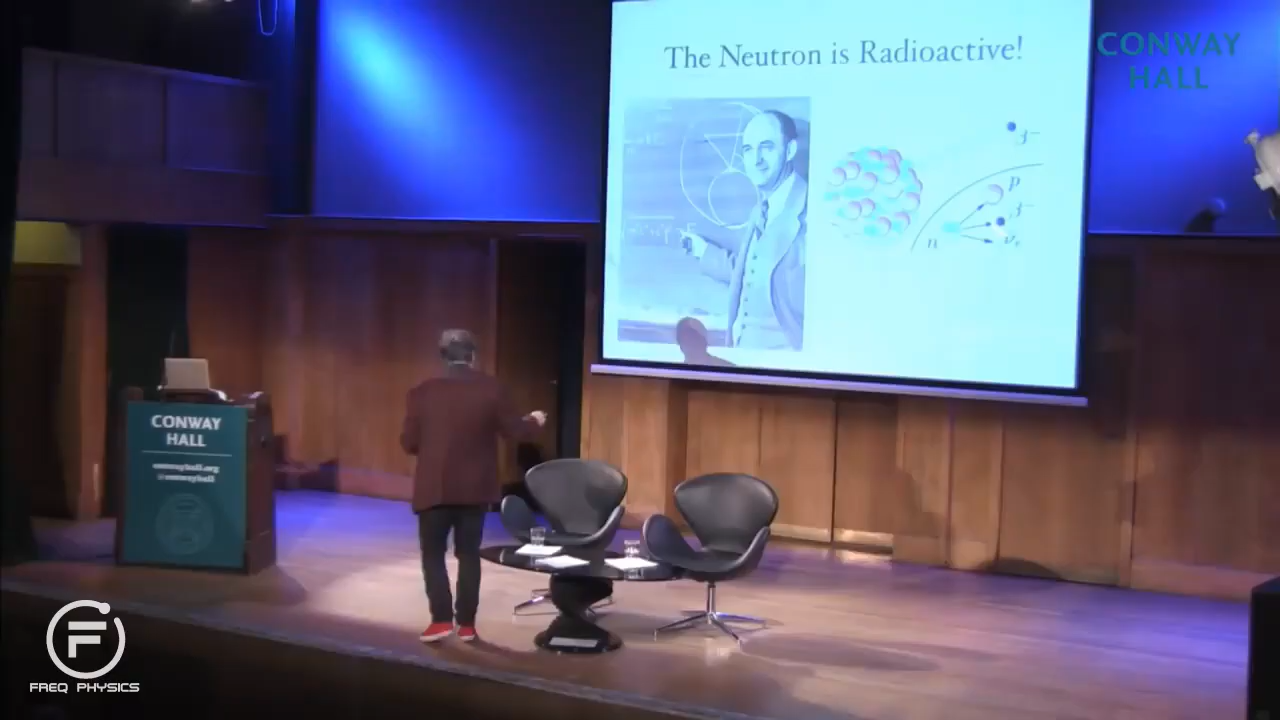 The Neutron is Radioactive!
CONWAY
HALL
p
n
CONWAY
HALL
conwayhall.org
@conwayhall
F
FREQ PHYSICS